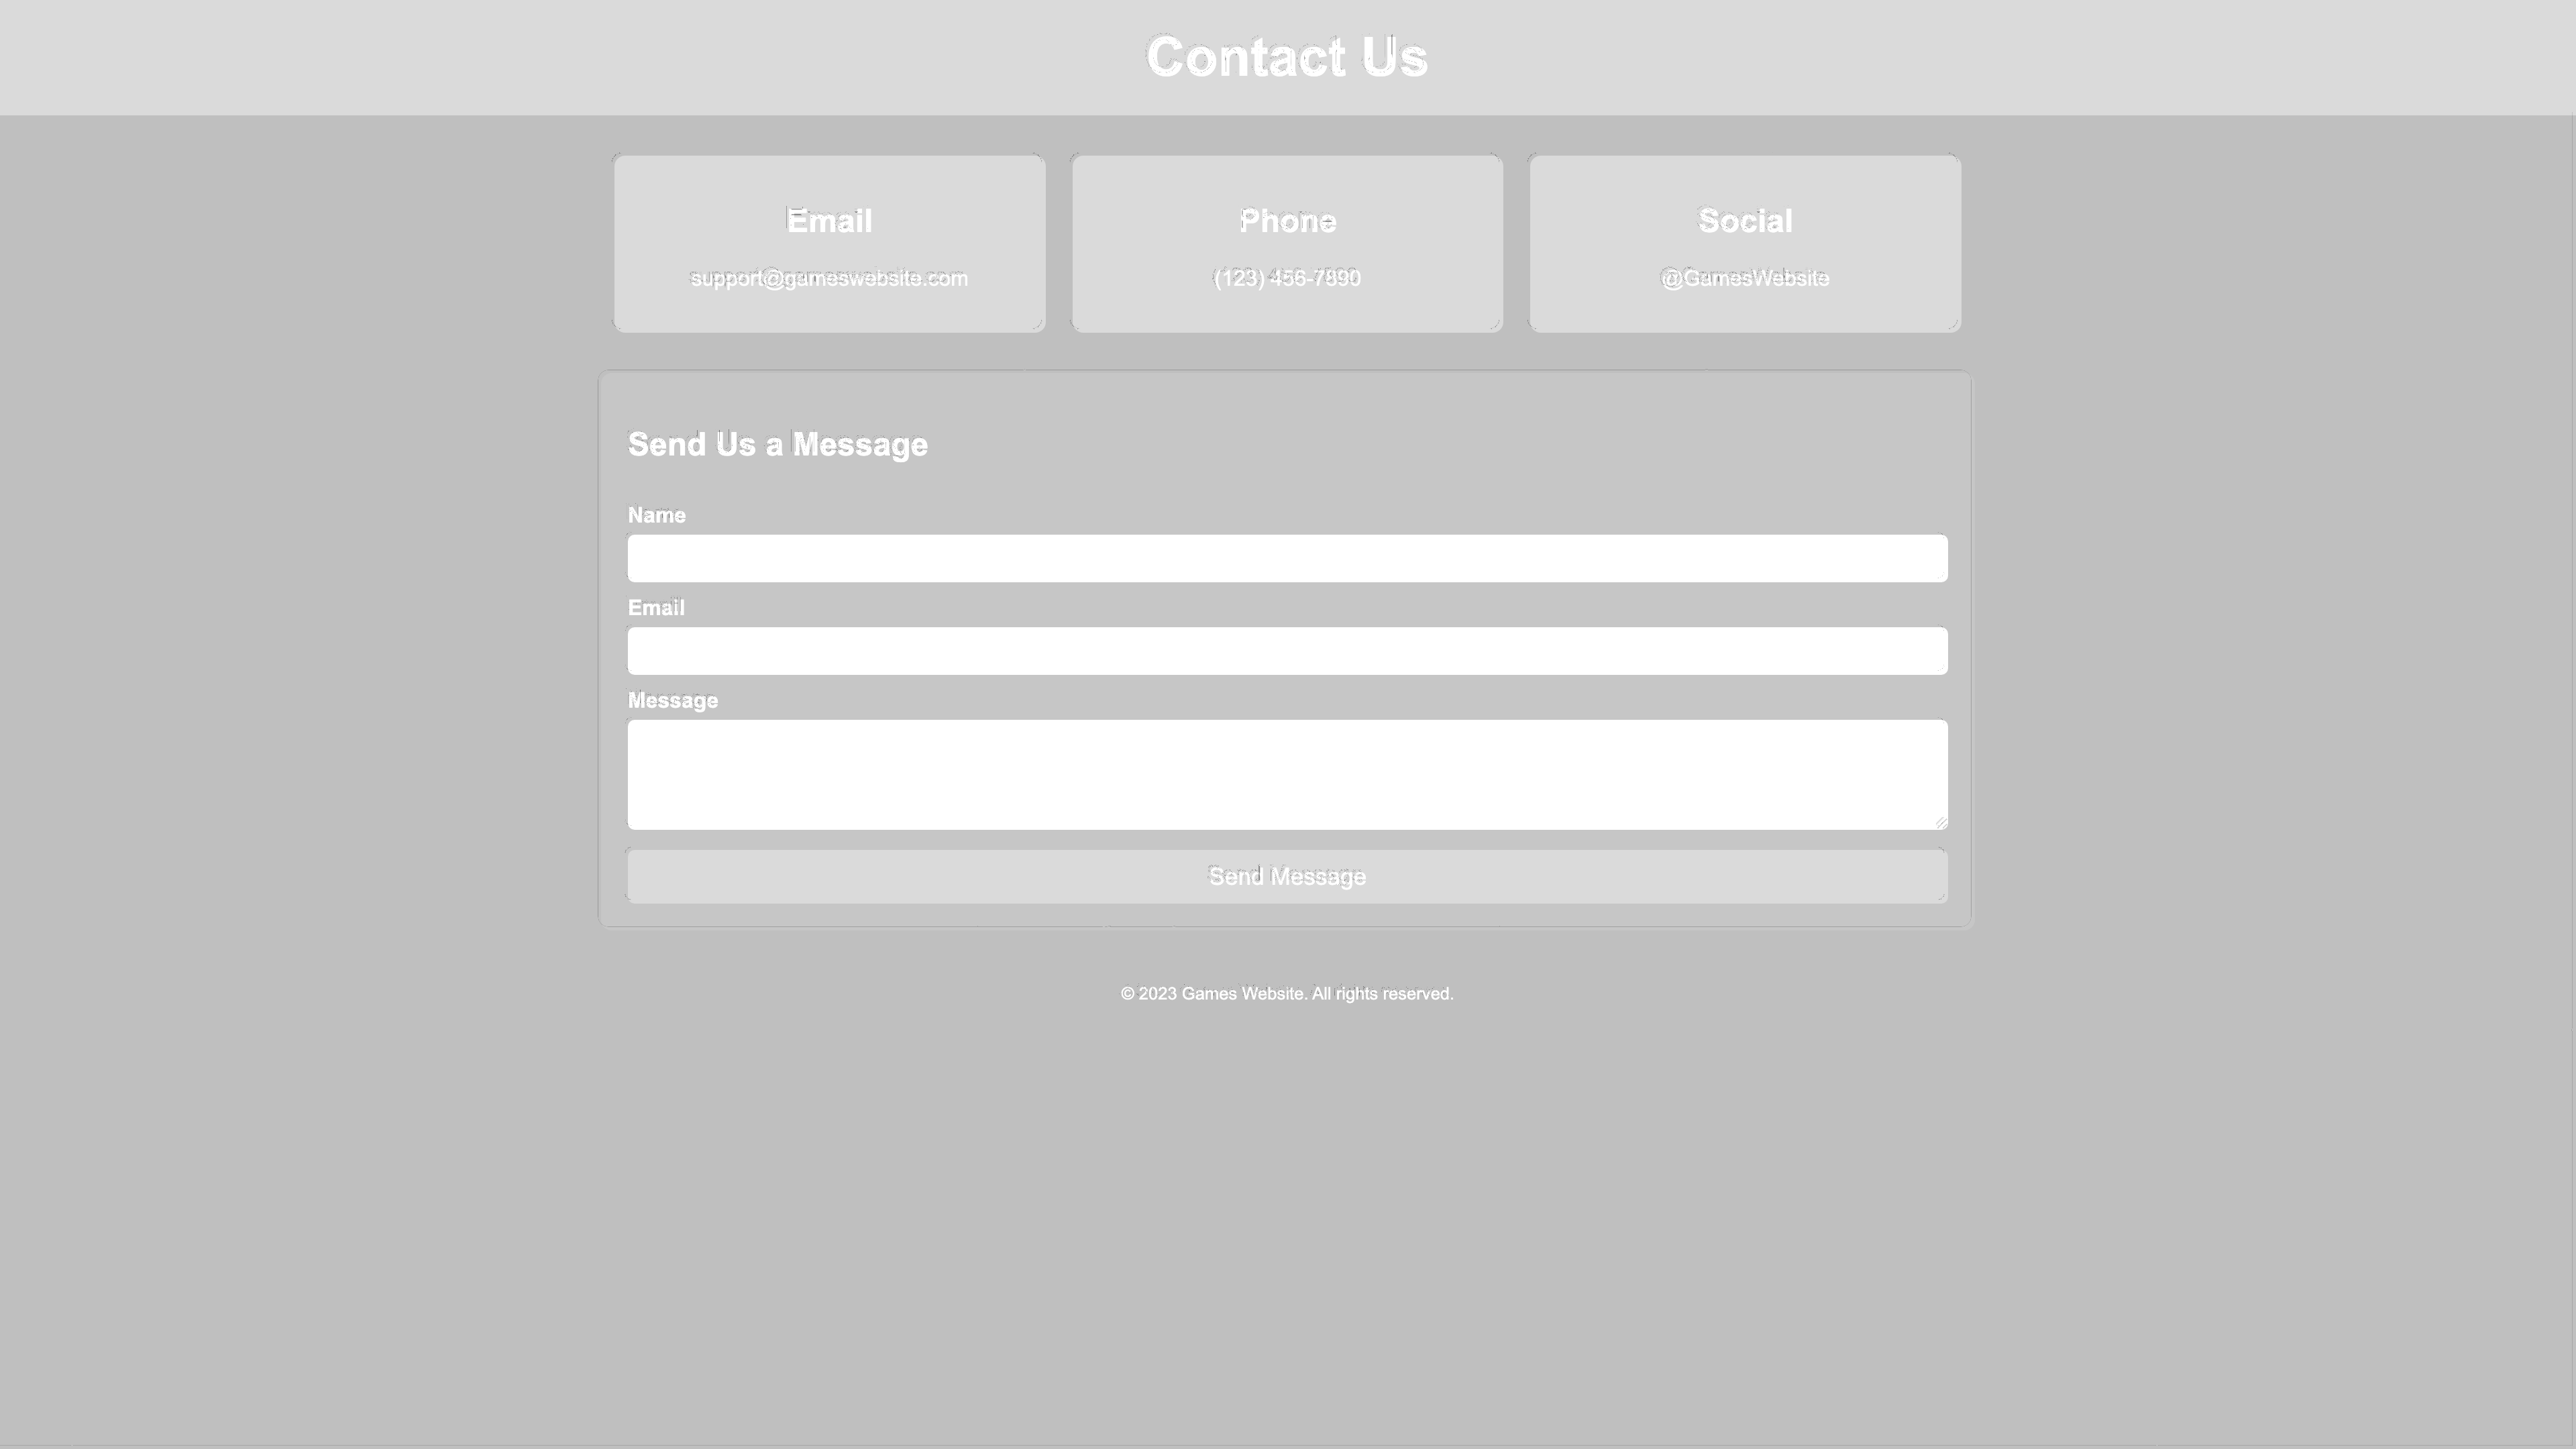 Contact Us
Email
support@gameswebsite.com
Phone
(123) 456-7890
Social
@GamesWebsite
Send Us a Message
Name
Email
Message
Send Message
© 2023 Games Website. All rights reserved.